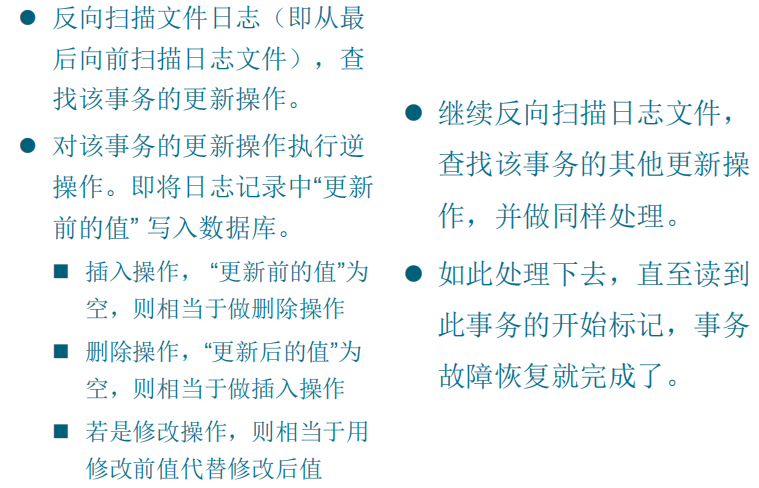 ● 反向扫描文件日志（即从最
后向前扫描日志文件），查
找该事务的更新操作。
● 对该事务的更新操作执行逆
操作。即将日志记录中“更新
前的值” 写入数据库。
■ 插入操作， “更新前的值”为
空，则相当于做删除操作
■ 删除操作，“更新后的值”为
空，则相当于做插入操作
■ 若是修改操作，则相当于用
修改前值代替修改后值
● 继续反向扫描日志文件，
查找该事务的其他更新操
作，并做同样处理。
● 如此处理下去，直至读到
此事务的开始标记，事务
故障恢复就完成了。